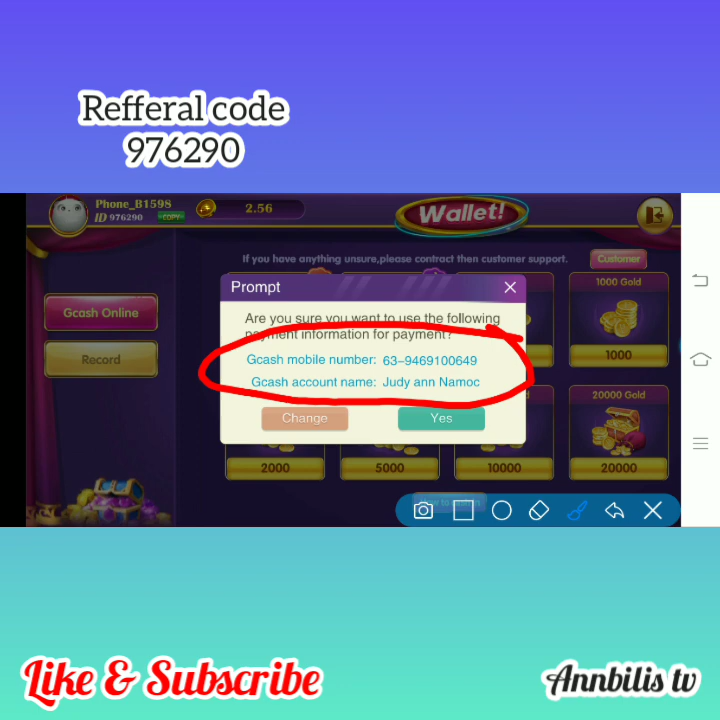 Refferal code
976290
Phone_B1598
ID 976290 COPY
2.56
Wallet!
If you have anything unsure,please contract then customer support.
Customer
Gcash Online
Record
Prompt
Are you sure you want to use the following
payment information for payment?
Gcash mobile number: 63-9469100649
Gcash account name: Judy ann Namoc
Change
Yes
1000 Gold
1000
20000 Gold
2000
5000
10000
20000
Like & Subscribe
Annbilis tv